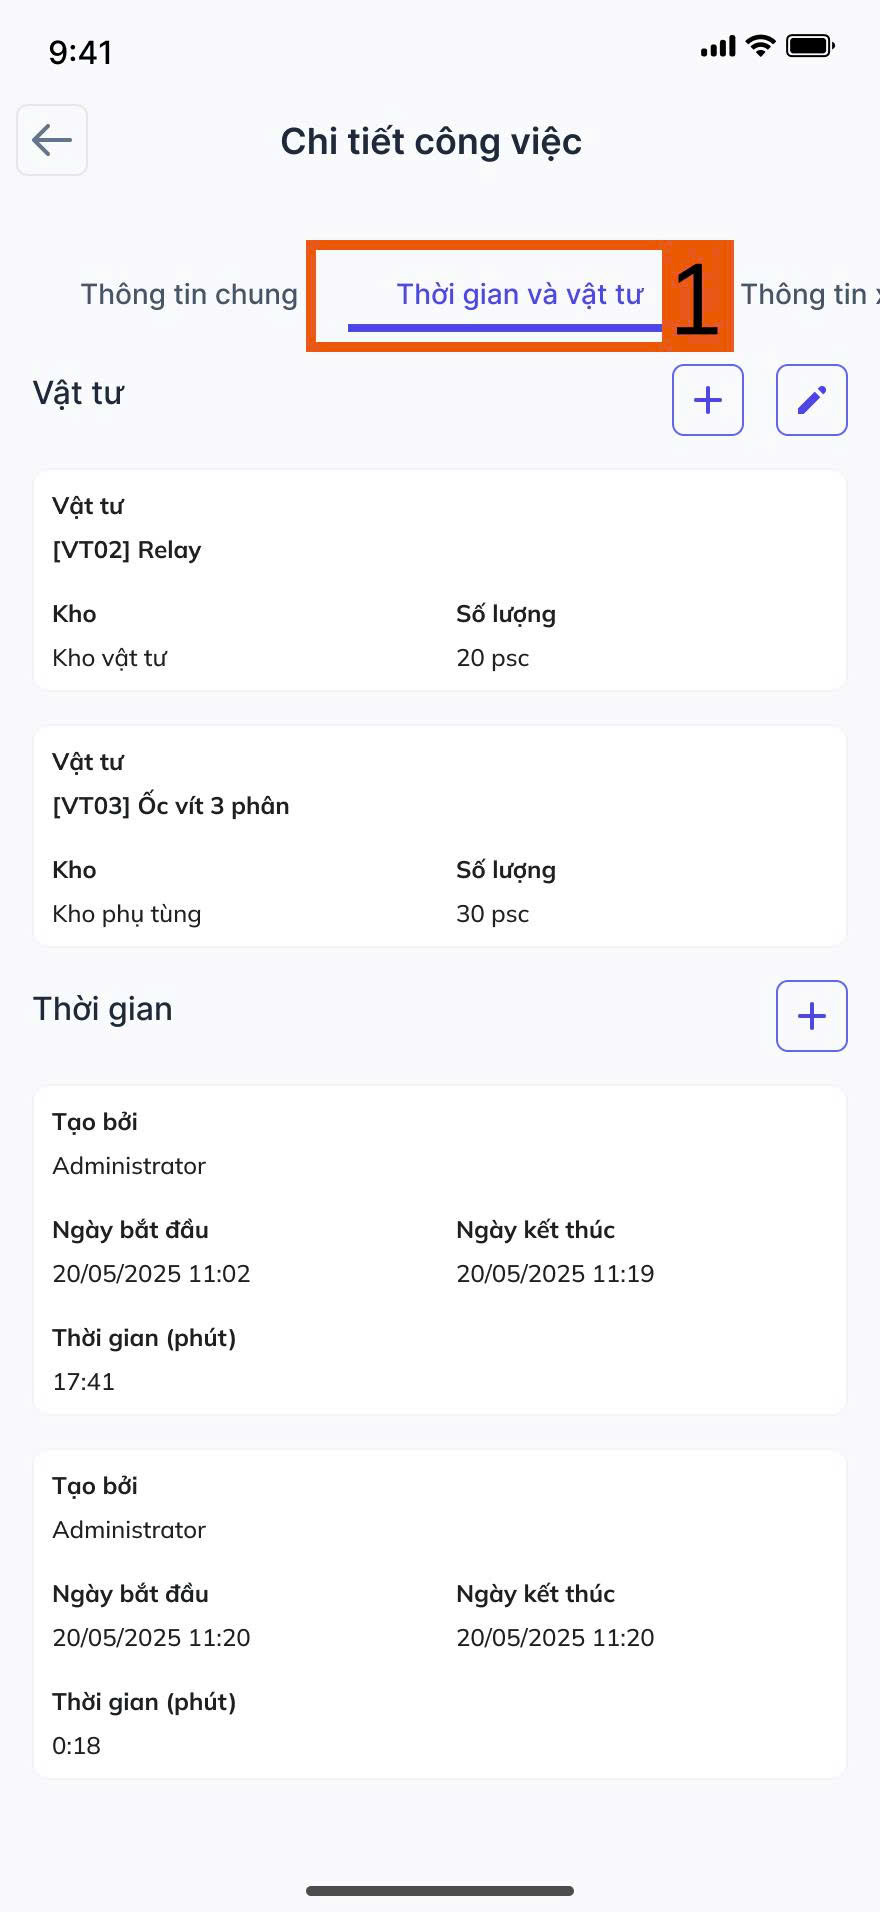 9:41
Chi tiết công việc
Thông tin chung Thời gian và vật tư 1 Thông tin
Vật tư
Vật tư
[VT02] Relay
Kho Số lượng
Kho vật tư 20 psc
Vật tư
[VT03] Ốc vít 3 phân
Kho Số lượng
Kho phụ tùng 30 psc
Thời gian
Tạo bởi
Administrator
Ngày bắt đầu Ngày kết thúc
20/05/2025 11:02 20/05/2025 11:19
Thời gian (phút)
17:41
Tạo bởi
Administrator
Ngày bắt đầu Ngày kết thúc
20/05/2025 11:20 20/05/2025 11:20
Thời gian (phút)
0:18